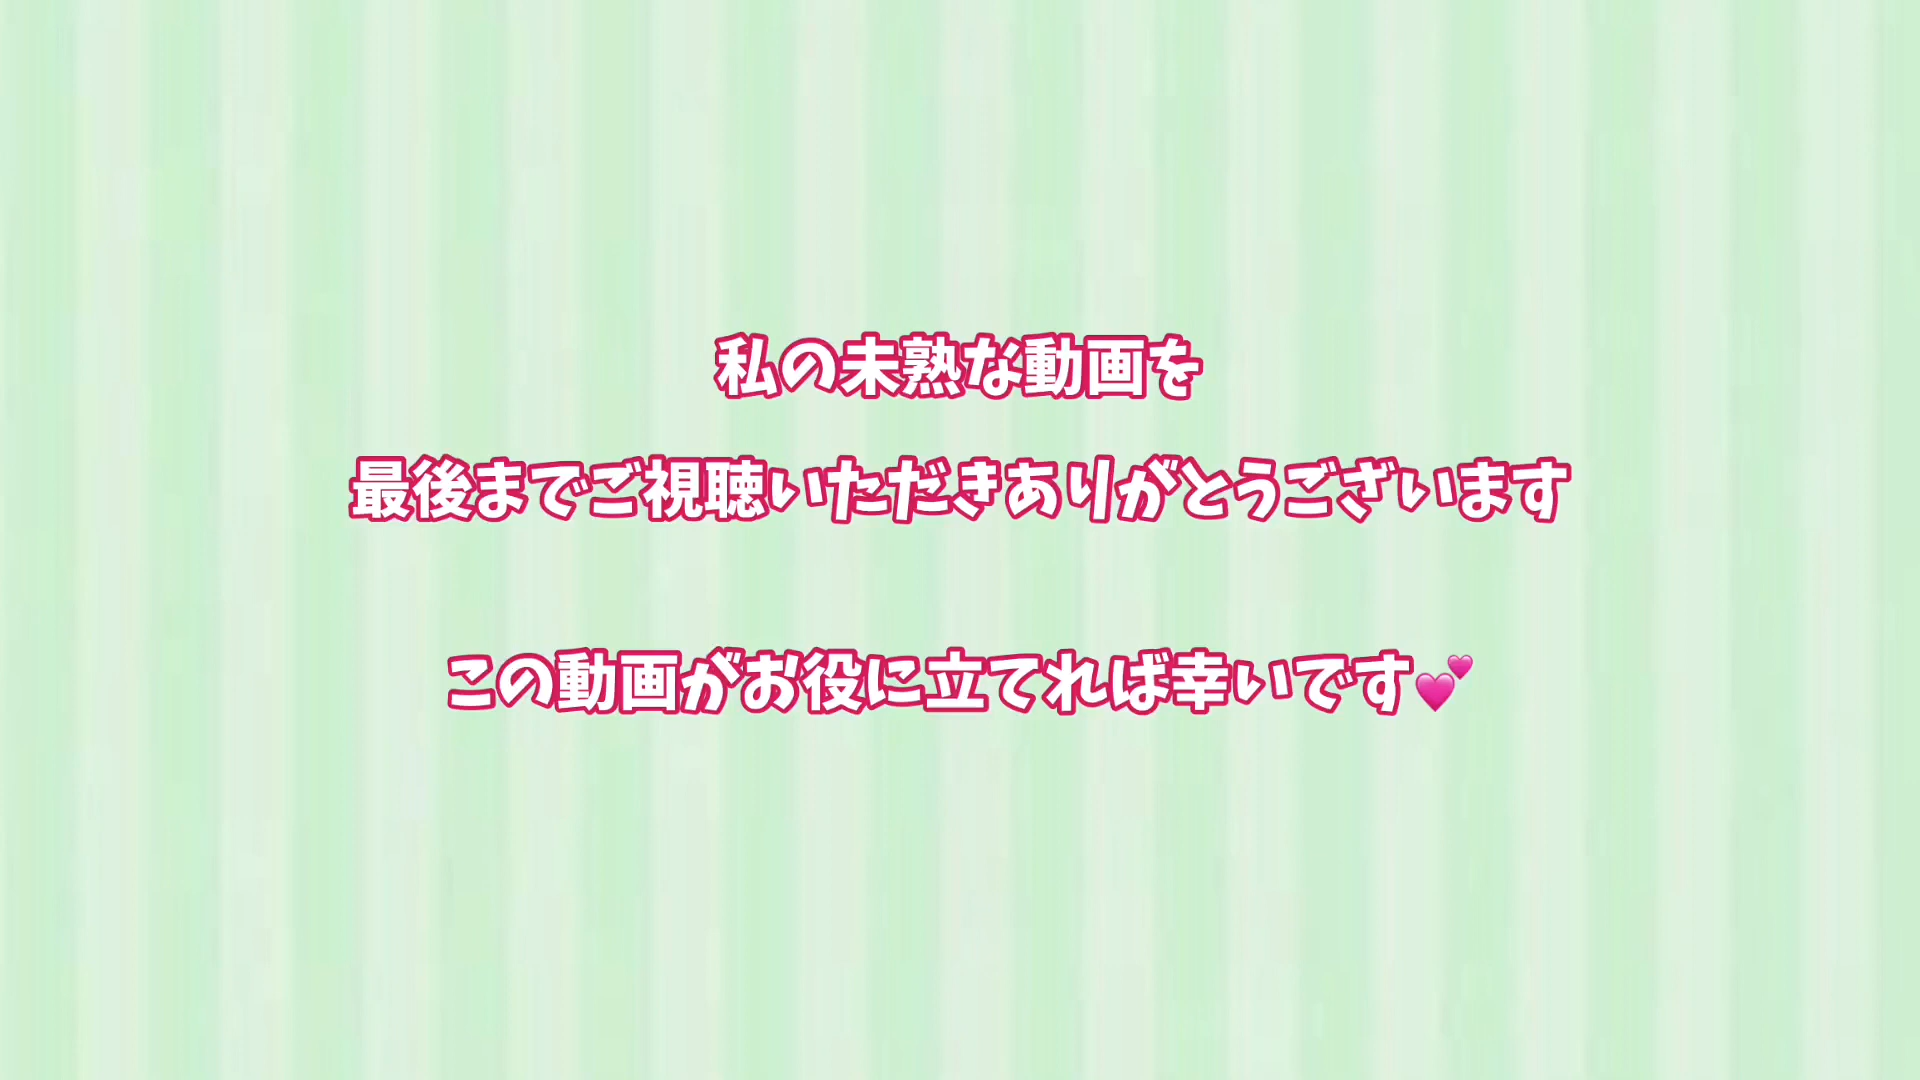 私の未熟な動画を
最後までご視聴いただきありがとうございます
この動画がお役に立てれば幸いです💕